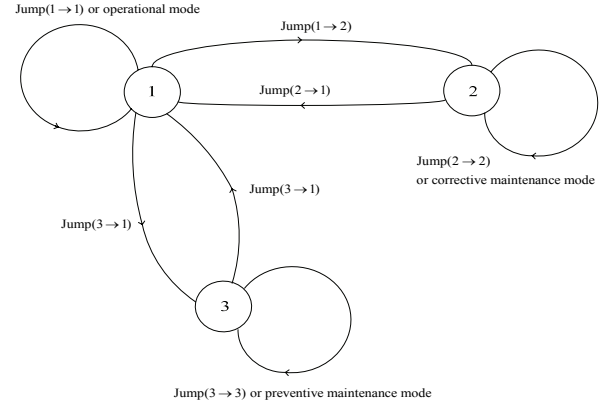 Jump(1→1) or operational mode
Jump(1→2)
1
Jump(2→1)
2
Jump(2→2)
or corrective maintenance mode
Jump(3→1)
Jump(3→1)
3
Jump(3→3) or preventive maintenance mode